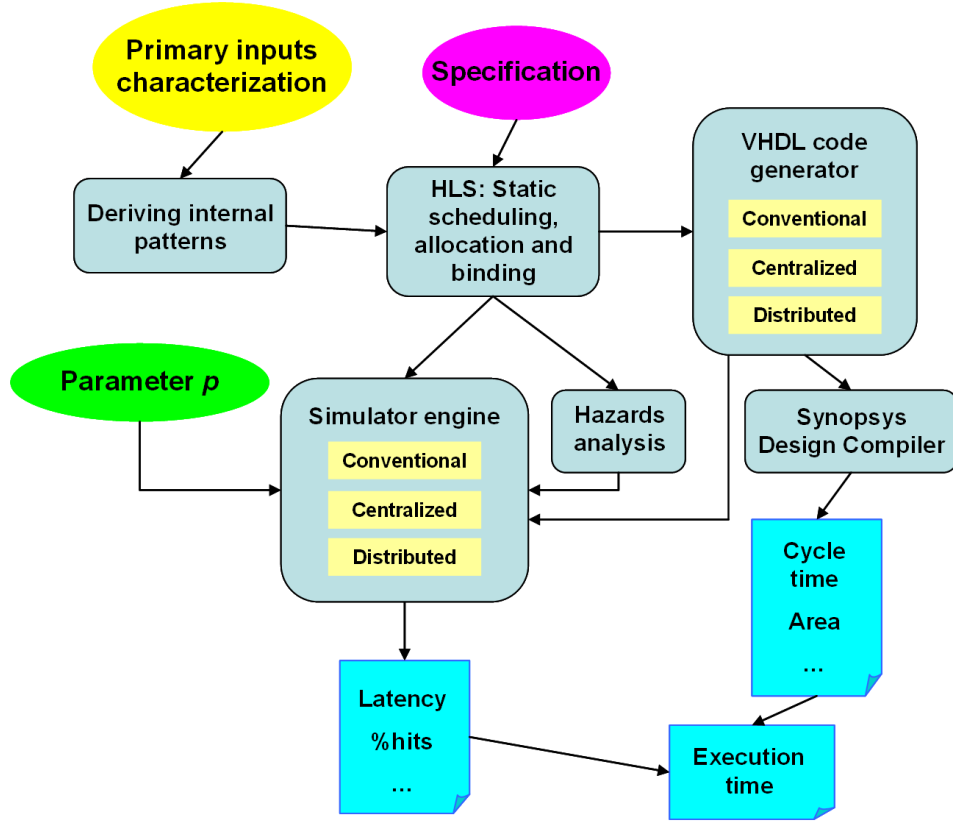 Primary inputs
characterization
Specification
VHDL code
generator
Conventional
Centralized
Distributed
Deriving internal
patterns
HLS: Static
scheduling,
allocation and
binding
Parameter p
Simulator engine
Conventional
Centralized
Distributed
Hazards
analysis
Synopsys
Design Compiler
Cycle
time
Area
...
Latency
%hits
...
Execution
time